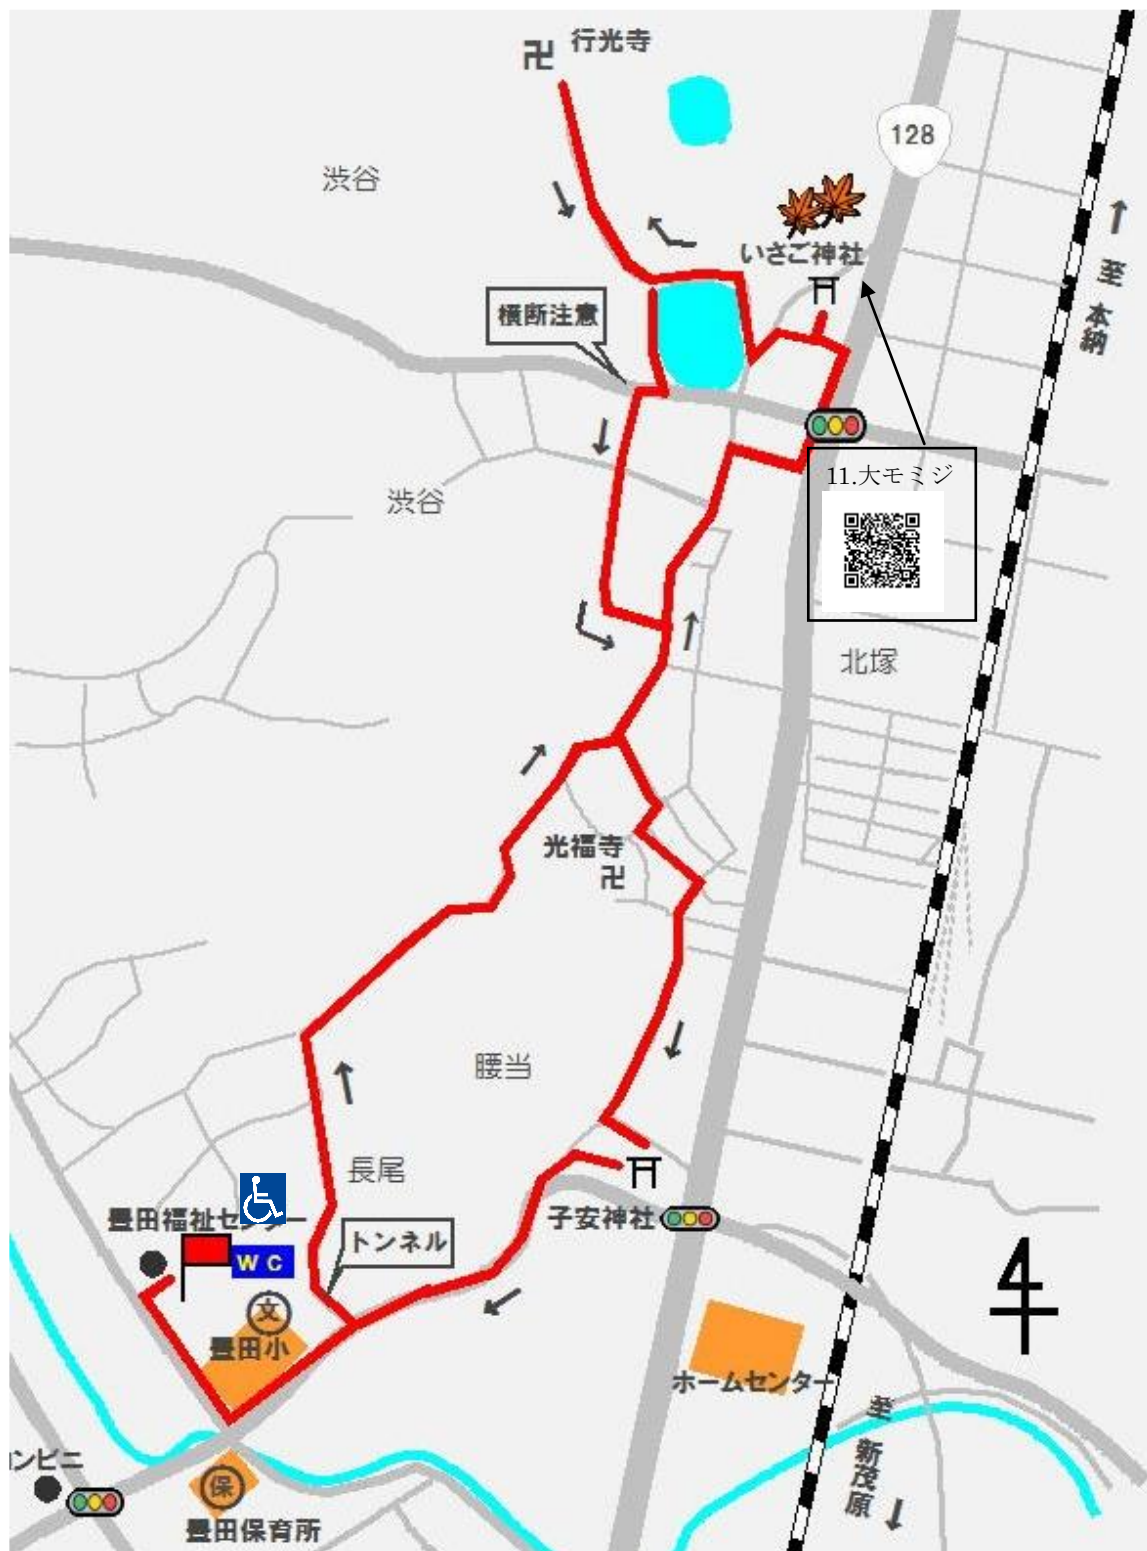 卍 行光寺
128
渋谷
いさご神社
至 本納
横断注意
11.大モミジ
渋谷
北塚
光福寺
卍
腰当
長尾
豊田福祉センター
子安神社
トンネル
WC
文
豊田小
ホームセンター
至 新茂原
コンビニ
保
豊田保育所